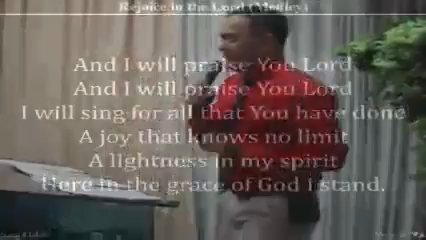 Rejoice in the Lord (Medley)
And I will praise You Lord
And I will praise You Lord
I will sing for all that You have done
A joy that knows no limit
A lightness in my spirit
Here in the grace of God I stand.